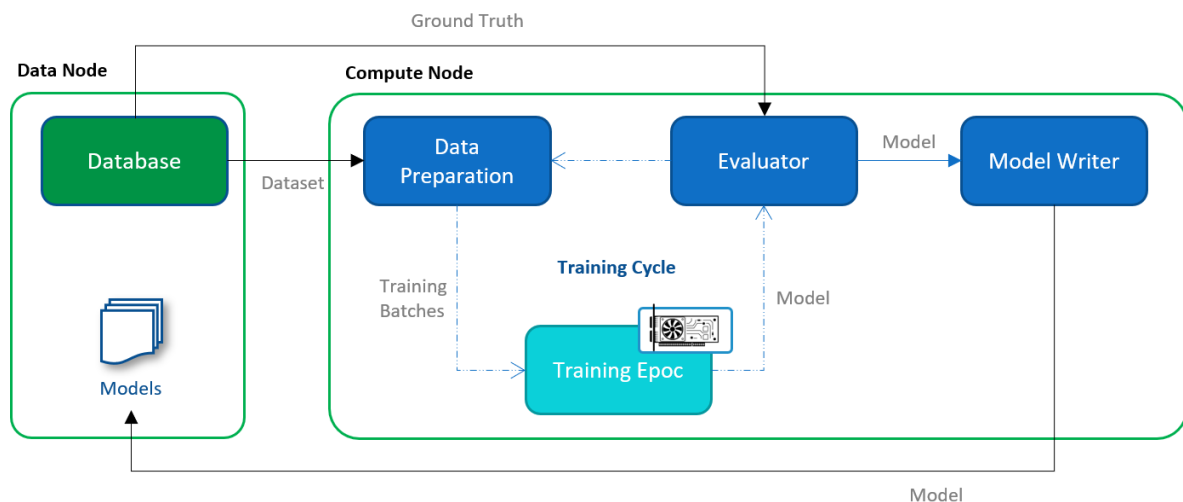 Ground Truth
Data Node
Compute Node
Database
Dataset
Data
Preparation
Evaluator
Model
Model Writer
Training Cycle
Training
Batches
Model
Training Epoc
Models
Model